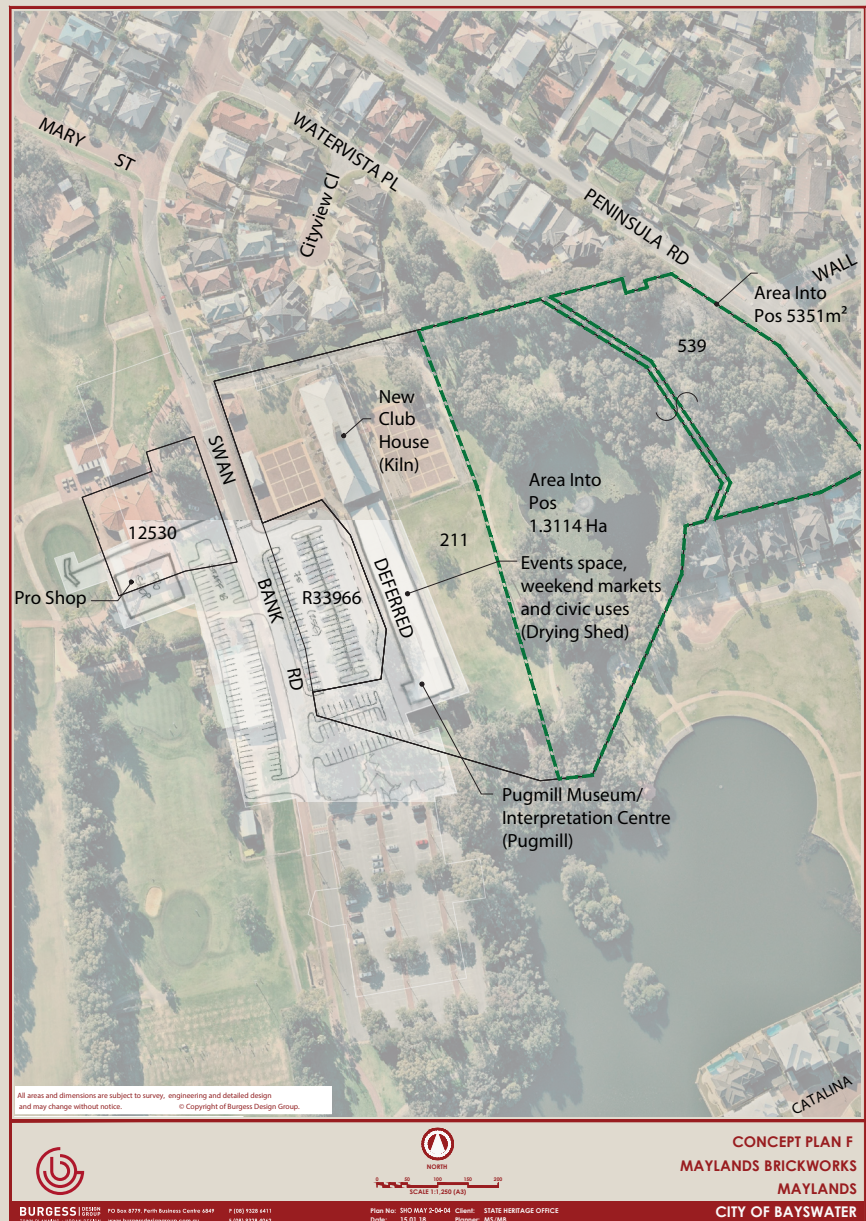 MARY ST
WATERVISTA PL
Cityview Cl
PENINSULA RD
WALL
Area Into
Pos 5351m²
539
New
Club
House
(Kiln)
SWAN
BANK
RD
12530
Area Into
Pos
1.3114 Ha
211
Events space,
weekend markets
and civic uses
(Drying Shed)
DEFERRED
R33966
Pro Shop
Pugmill Museum/
Interpretation Centre
(Pugmill)
CATALINA
All areas and dimensions are subject to survey, engineering and detailed design
and may change without notice. © Copyright of Burgess Design Group.
NORTH
0 50 100 150 200
SCALE 1:1,250 (A3)
CONCEPT PLAN F
MAYLANDS BRICKWORKS
MAYLANDS
CITY OF BAYSWATER
BURGESS DESIGN GROUP PO Box 8779, Perth Business Centre 6849 P (08) 9328 6411
Plan No: SHO MAY 2-04-04 Client: STATE HERITAGE OFFICE
Date: 15.01.18 Planner: MS/MB